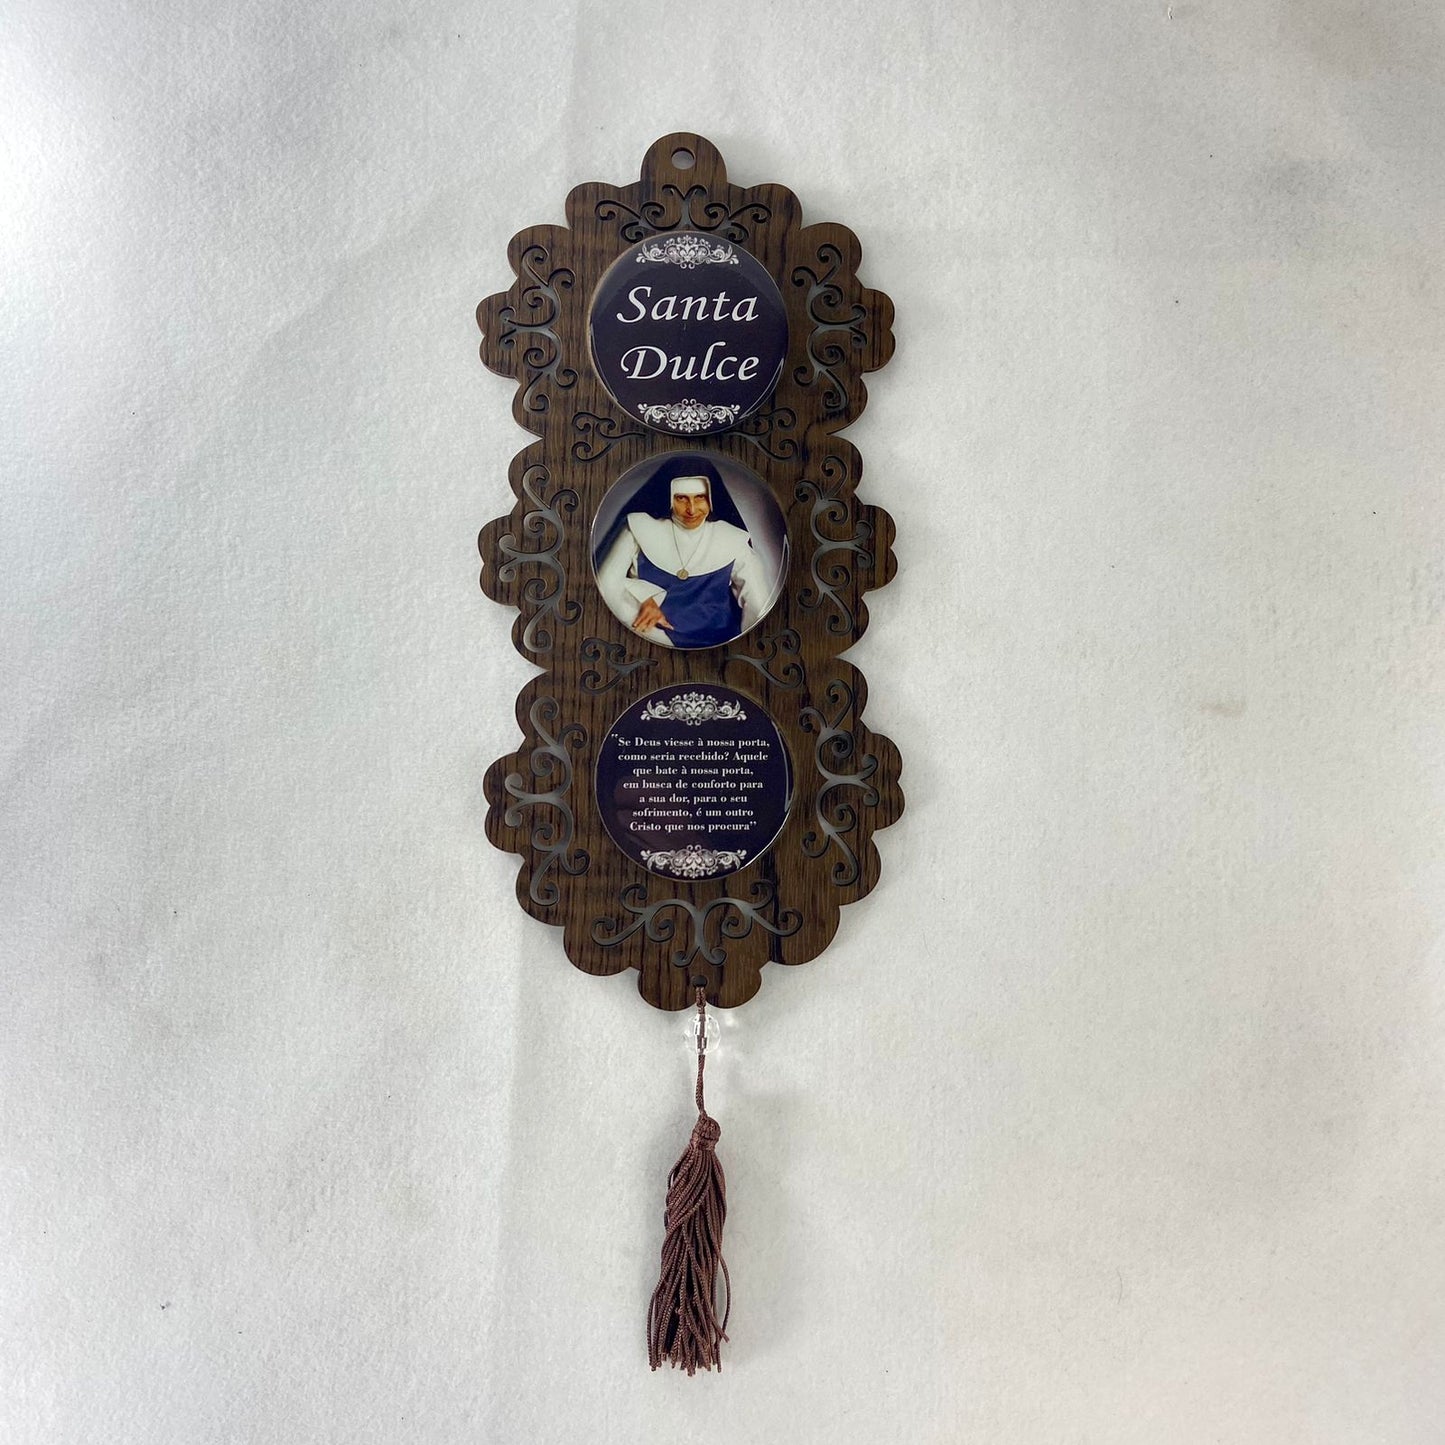 Santa
Dulce
"Se Deus viesse à nossa porta,
como seria recebido? Aquele
que bate à nossa porta,
em busca de conforto para
a sua dor, para o seu
sofrimento, é um outro
Cristo que nos procura"